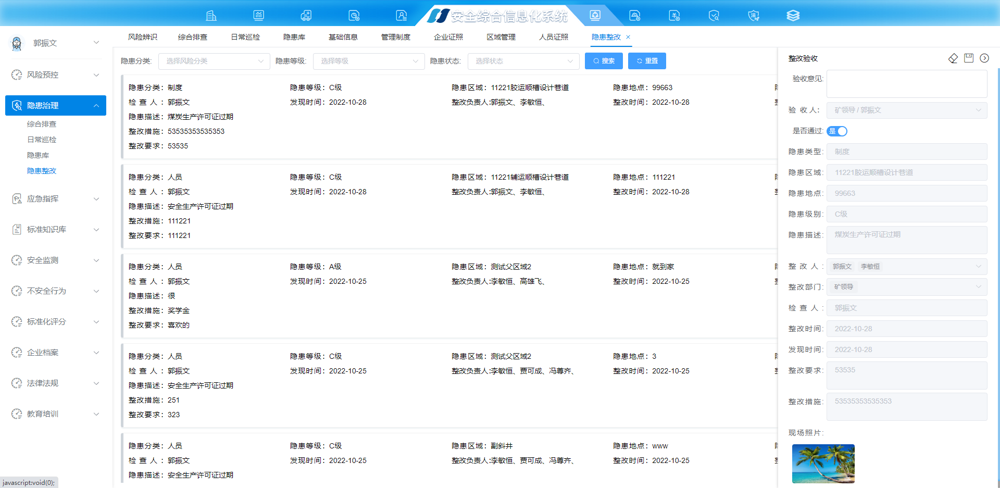 安全综合信息化系统
郭振文
风险预控
隐患治理
综合排查
日常巡检
隐患库
隐患整改
应急指挥
标准知识库
安全监测
不安全行为
标准化评分
企业档案
法律法规
教育培训
javascript:void(0);
风险辨识 综合排查 日常巡检 隐患库 基础信息 管理制度 企业证照 区域管理 人员证照 隐患整改 ×
隐患分类: 选择风险分类 隐患等级: 选择等级 隐患状态: 选择状态 搜索 重置
隐患分类：制度 隐患等级：C级 隐患区域：11221胶运顺槽设计巷道 隐患地点：99663
检 查 人 ：郭振文 发现时间：2022-10-28 整改负责人:郭振文、李敏恒、 整改时间：2022-10-28
隐患描述：煤炭生产许可证过期
整改措施：53535353535353
整改要求：53535
隐患分类：人员 隐患等级：C级 隐患区域：11221辅运顺槽设计巷道 隐患地点：111221
检 查 人 ：郭振文 发现时间：2022-10-28 整改负责人:郭振文、李敏恒、 整改时间：2022-10-28
隐患描述：安全生产许可证过期
整改措施：111221
整改要求：111221
隐患分类：人员 隐患等级：A级 隐患区域：测试父区域2 隐患地点：就到家
检 查 人 ：郭振文 发现时间：2022-10-25 整改负责人:李敏恒、高雄飞、 整改时间：2022-10-25
隐患描述：很
整改措施：奖学金
整改要求：喜欢的
隐患分类：人员 隐患等级：C级 隐患区域：测试父区域2 隐患地点：3
检 查 人 ：郭振文 发现时间：2022-10-25 整改负责人:李敏恒、贾可成、冯尊齐、 整改时间：2022-10-25
隐患描述：安全生产许可证过期
整改措施：251
整改要求：323
隐患分类：人员 隐患等级：C级 隐患区域：副斜井 隐患地点：www
检 查 人 ：郭振文 发现时间：2022-10-25 整改负责人:李敏恒、贾可成、冯尊齐、 整改时间：2022-10-25
隐患描述：安全生产许可证过期
整改验收
验收意见:
验 收 人： 矿领导 / 郭振文
是否通过: 是
隐患类型: 制度
隐患区域: 11221胶运顺槽设计巷道
隐患地点: 99663
隐患级别: C级
隐患描述: 煤炭生产许可证过期
整 改 人 : 郭振文 李敏恒
整改部门: 矿领导
检 查 人 : 郭振文
整改时间: 2022-10-28
发现时间: 2022-10-28
整改要求: 53535
整改措施: 53535353535353
现场照片: